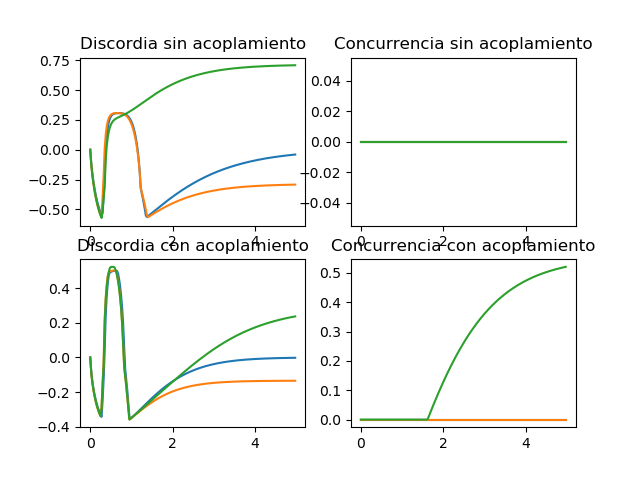 Discordia sin acoplamiento
0.75
0.50
0.25
0.00
−0.25
−0.50
0 2 4
Concurrencia sin acoplamiento
0.04
0.02
0.00
−0.02
−0.04
0 2 4
Discordia con acoplamiento
0.4
0.2
0.0
−0.2
−0.4
0 2 4
Concurrencia con acoplamiento
0.5
0.4
0.3
0.2
0.1
0.0
0 2 4